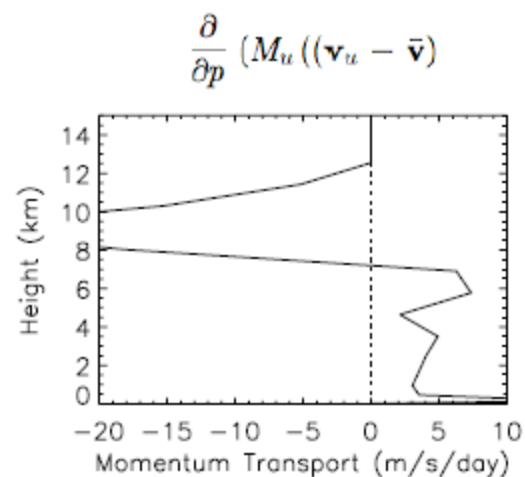 ∂/∂p (M_u ((𝐯_u − 𝐯̄)
14
12
10
8
6
4
2
0
Height (km)
−20 −15 −10 −5 0 5 10
Momentum Transport (m/s/day)